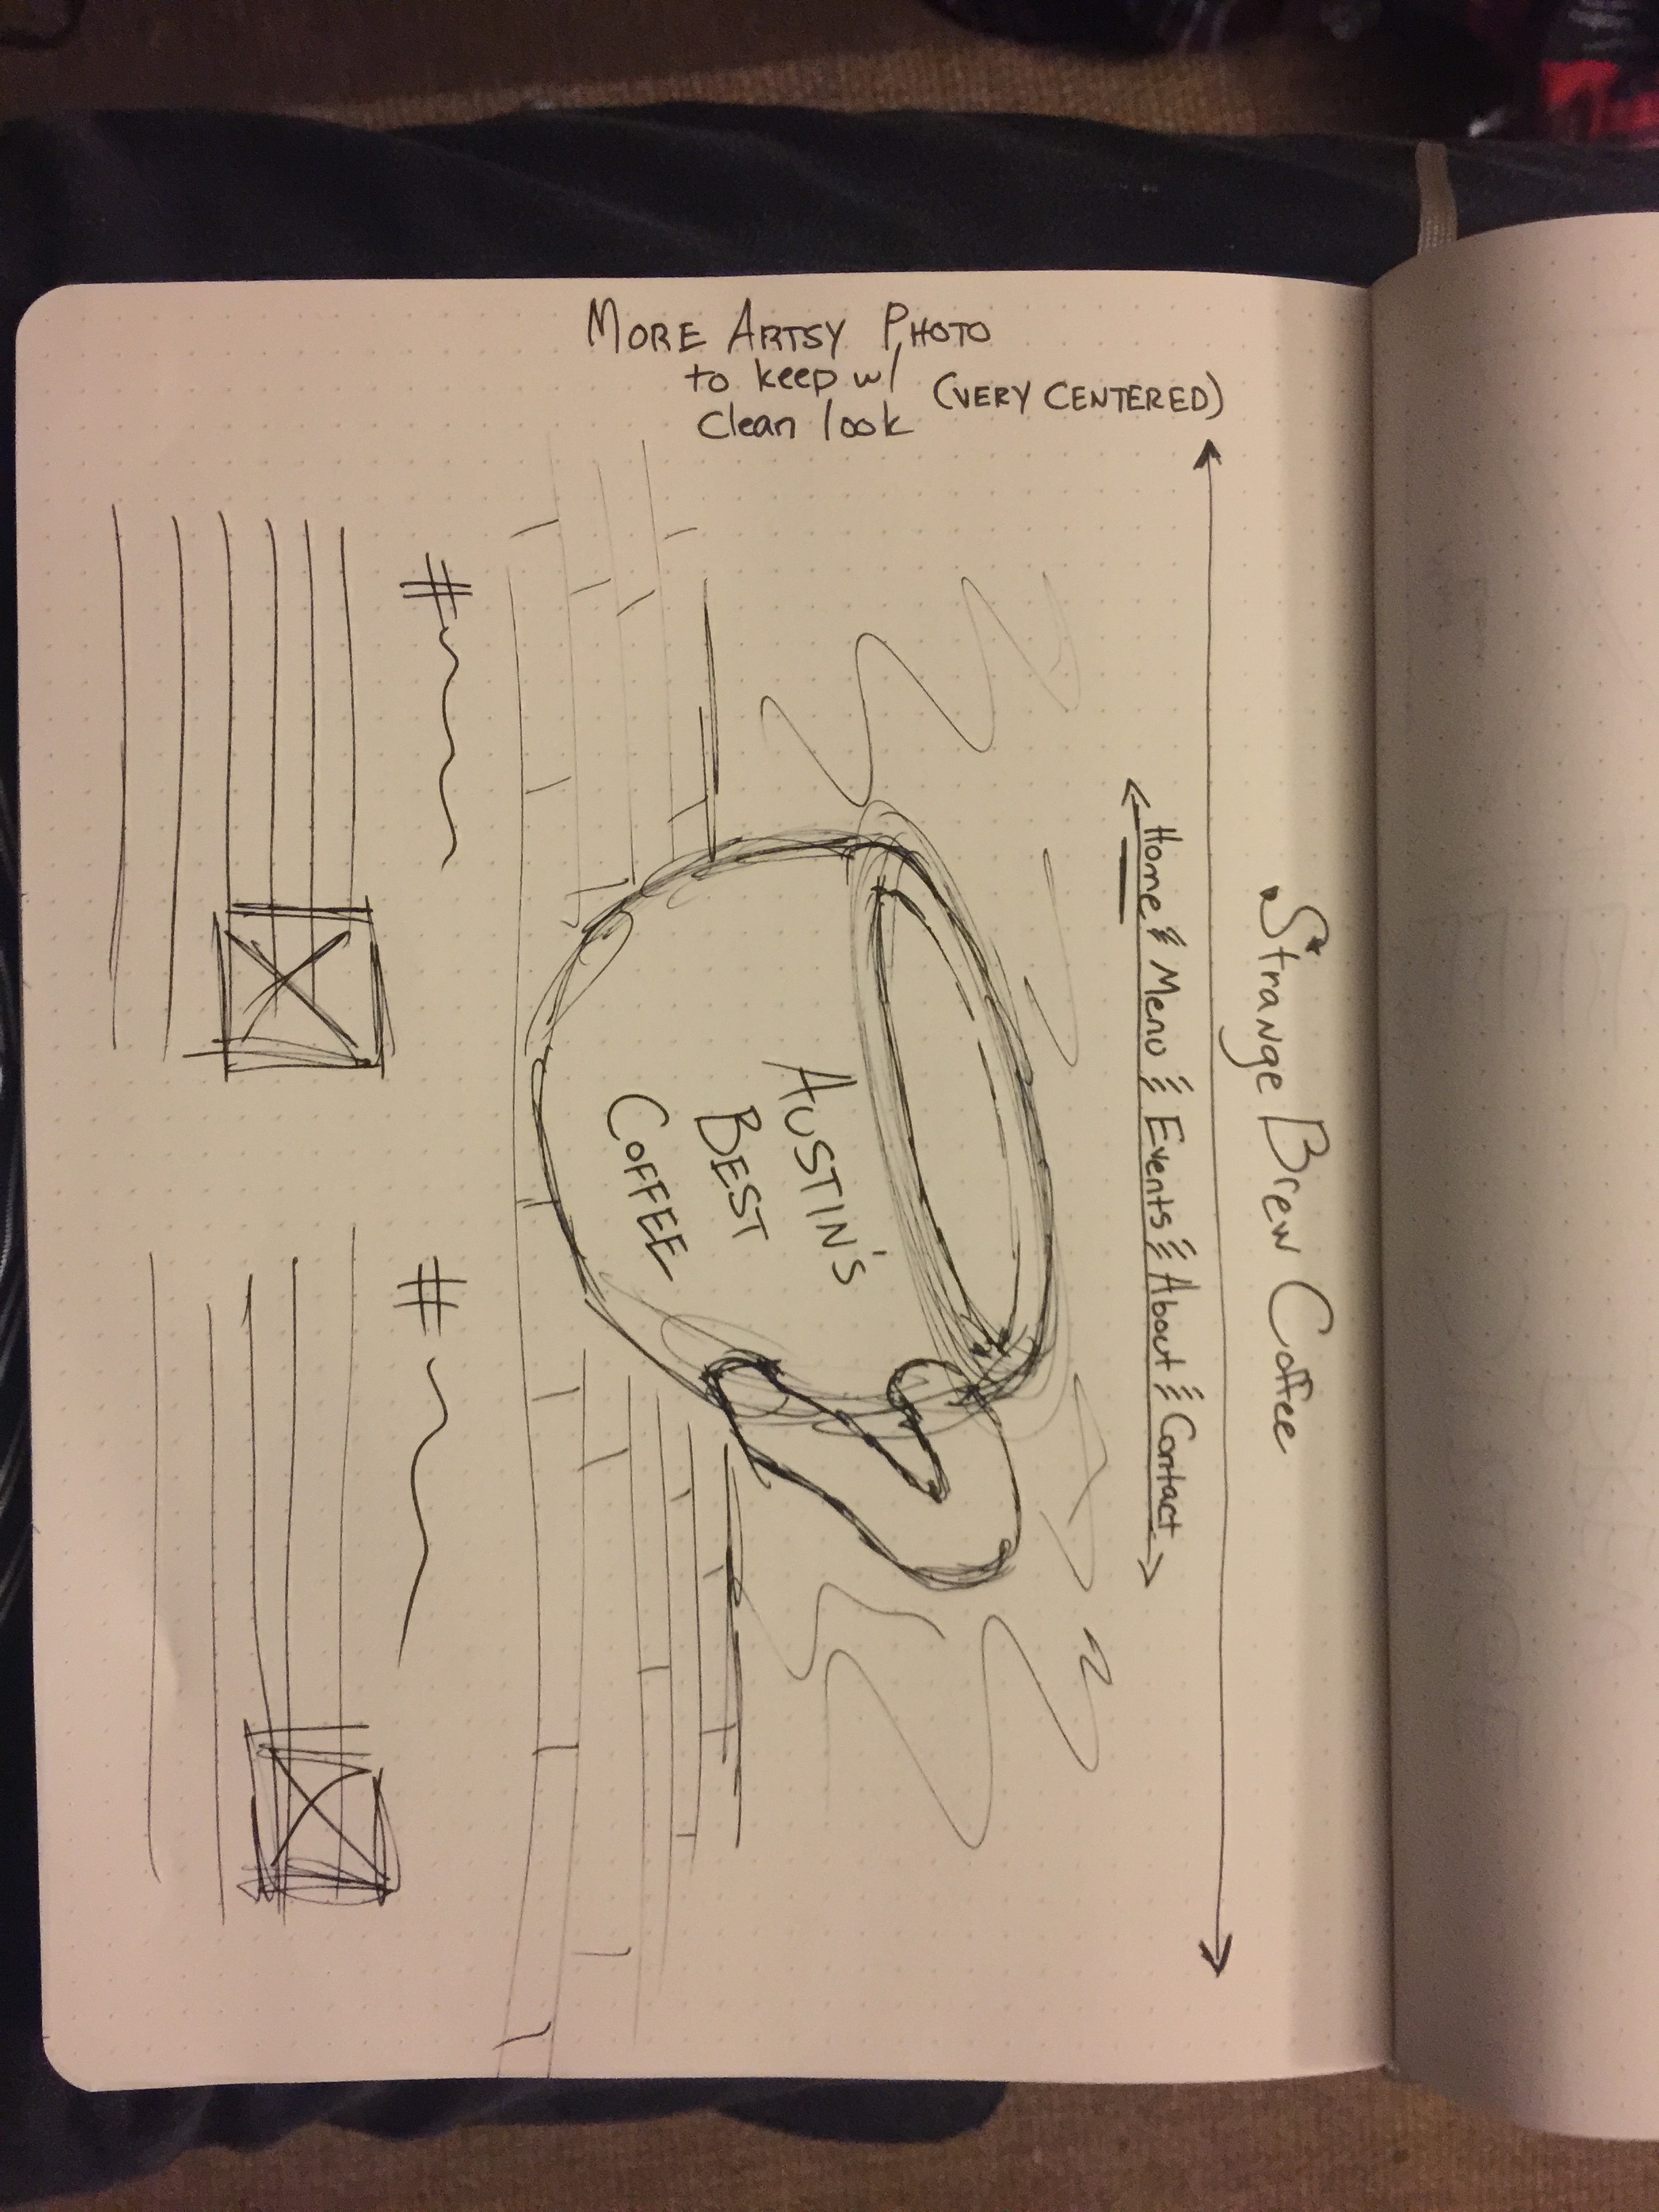 Strange Brew Coffee
Home Menu Events About Contact
MORE ARTSY PHOTO
to keep w/
clean look
(VERY CENTERED)
AUSTIN'S
BEST
COFFEE
#
#